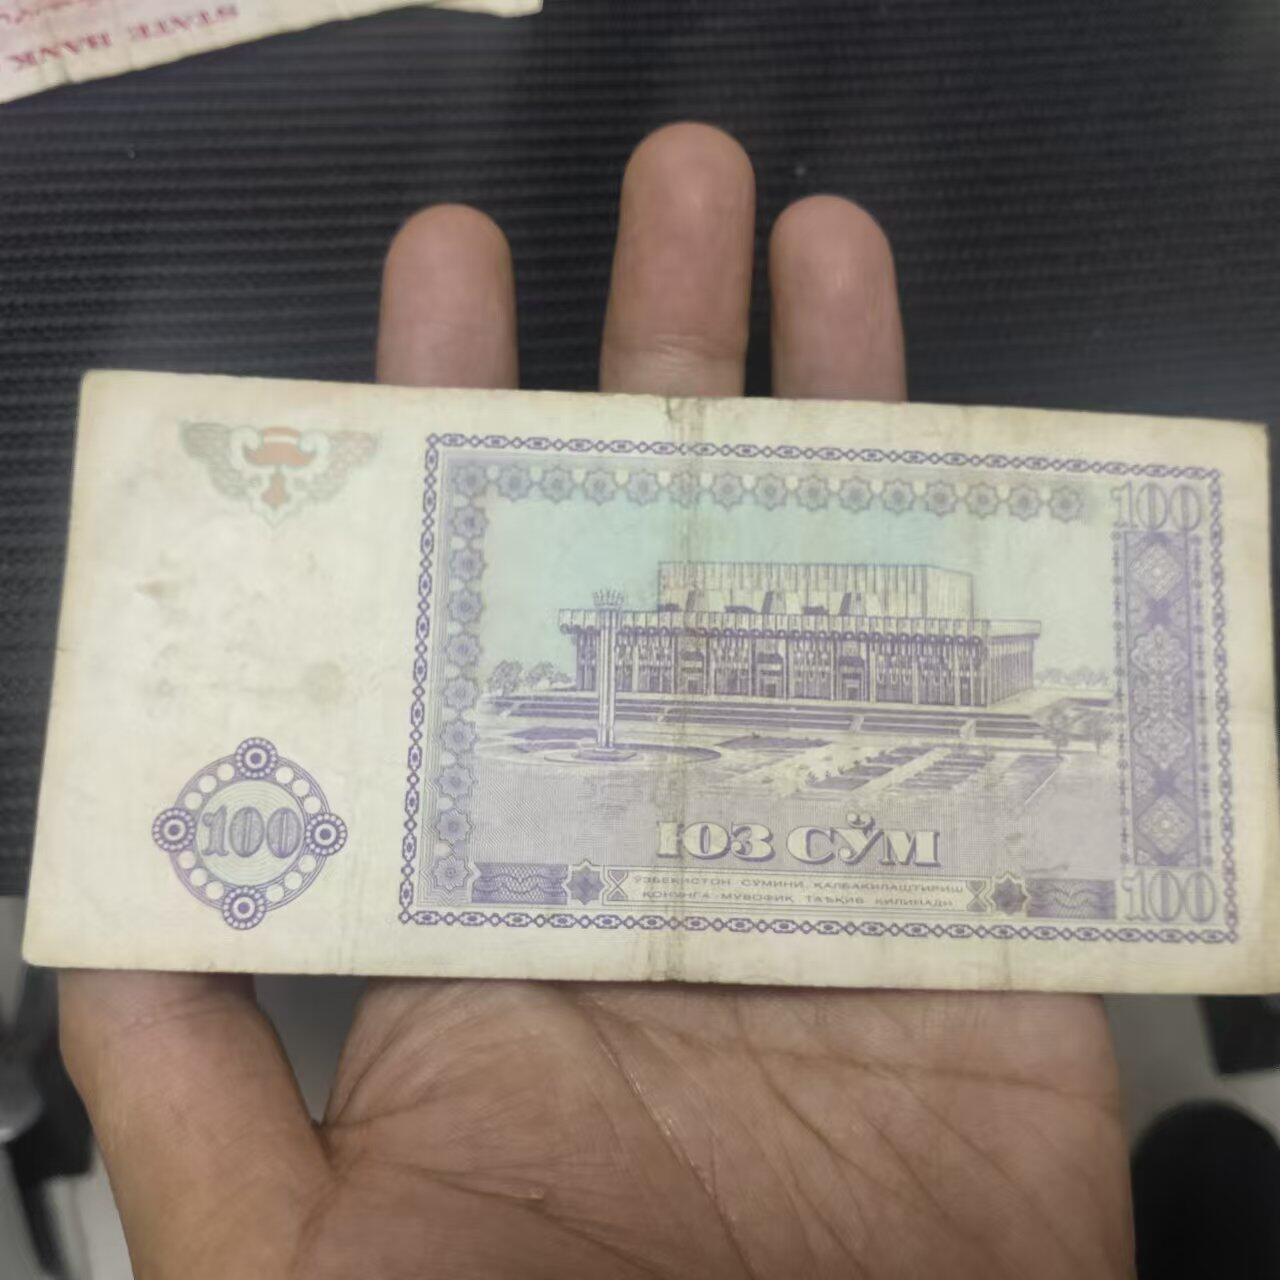 STATE BANK
100
100
ЮЗ СЎМ
ЎЗБЕКИСТОН СЎМИНИ ҚАЛБАКИЛАШТИРИШ
ҚОНУНГА МУВОФИҚ ТАЪҚИБ ҚИЛИНАДИ
100